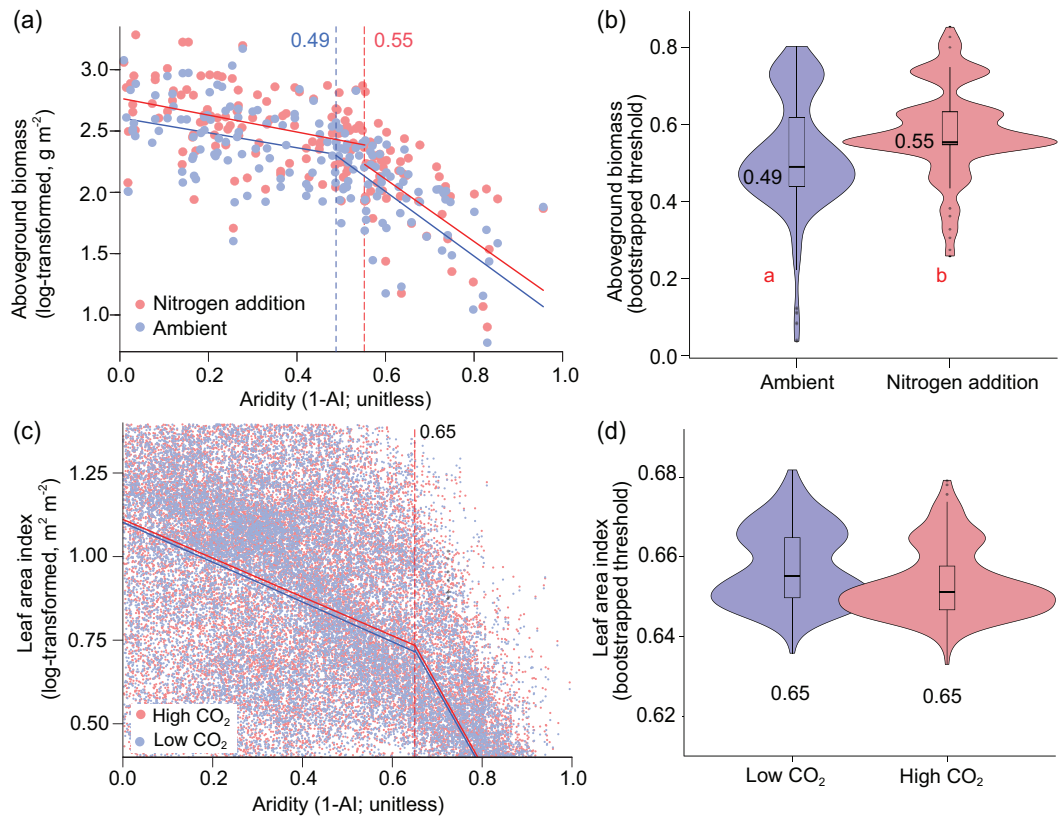 (a)
0.49
0.55
3.0
2.5
2.0
1.5
1.0
Aboveground biomass
(log-transformed, g m⁻²)
Nitrogen addition
Ambient
0.0 0.2 0.4 0.6 0.8 1.0
Aridity (1-AI; unitless)
(b)
0.8
0.6
0.4
0.2
0.0
Aboveground biomass
(bootstrapped threshold)
0.49
0.55
a
b
Ambient
Nitrogen addition
(c)
0.65
1.25
1.00
0.75
0.50
Leaf area index
(log-transformed, m² m⁻²)
High CO₂
Low CO₂
0.0 0.2 0.4 0.6 0.8 1.0
Aridity (1-AI; unitless)
(d)
0.68
0.66
0.64
0.62
Leaf area index
(bootstrapped threshold)
0.65
0.65
Low CO₂
High CO₂